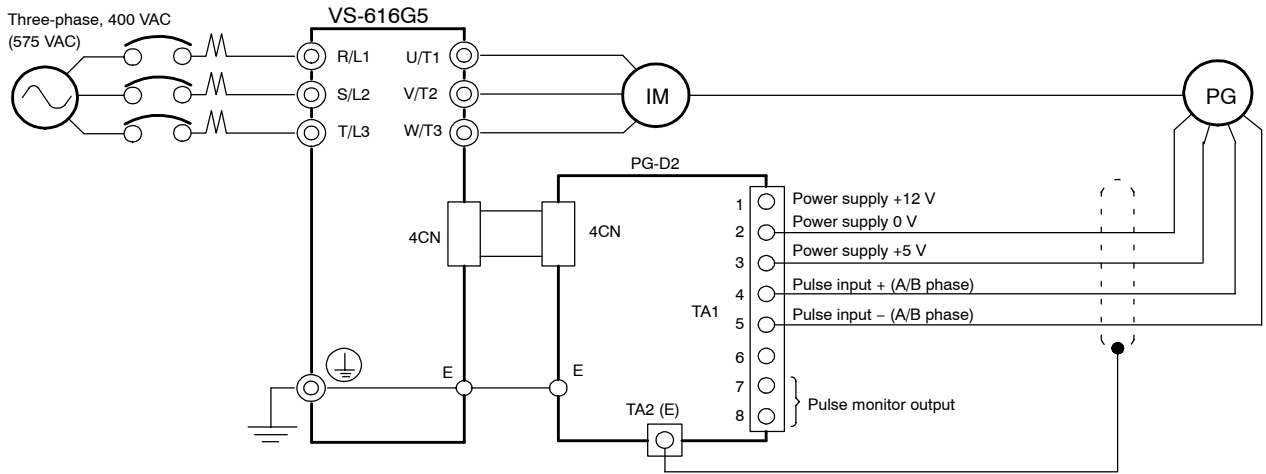 Three-phase, 400 VAC
(575 VAC)
VS-616G5
R/L1
U/T1
S/L2
V/T2
T/L3
W/T3
IM
PG
PG-D2
4CN
4CN
1
Power supply +12 V
2
Power supply 0 V
3
Power supply +5 V
4
Pulse input + (A/B phase)
TA1
5
Pulse input − (A/B phase)
6
E
E
7
8
Pulse monitor output
TA2 (E)